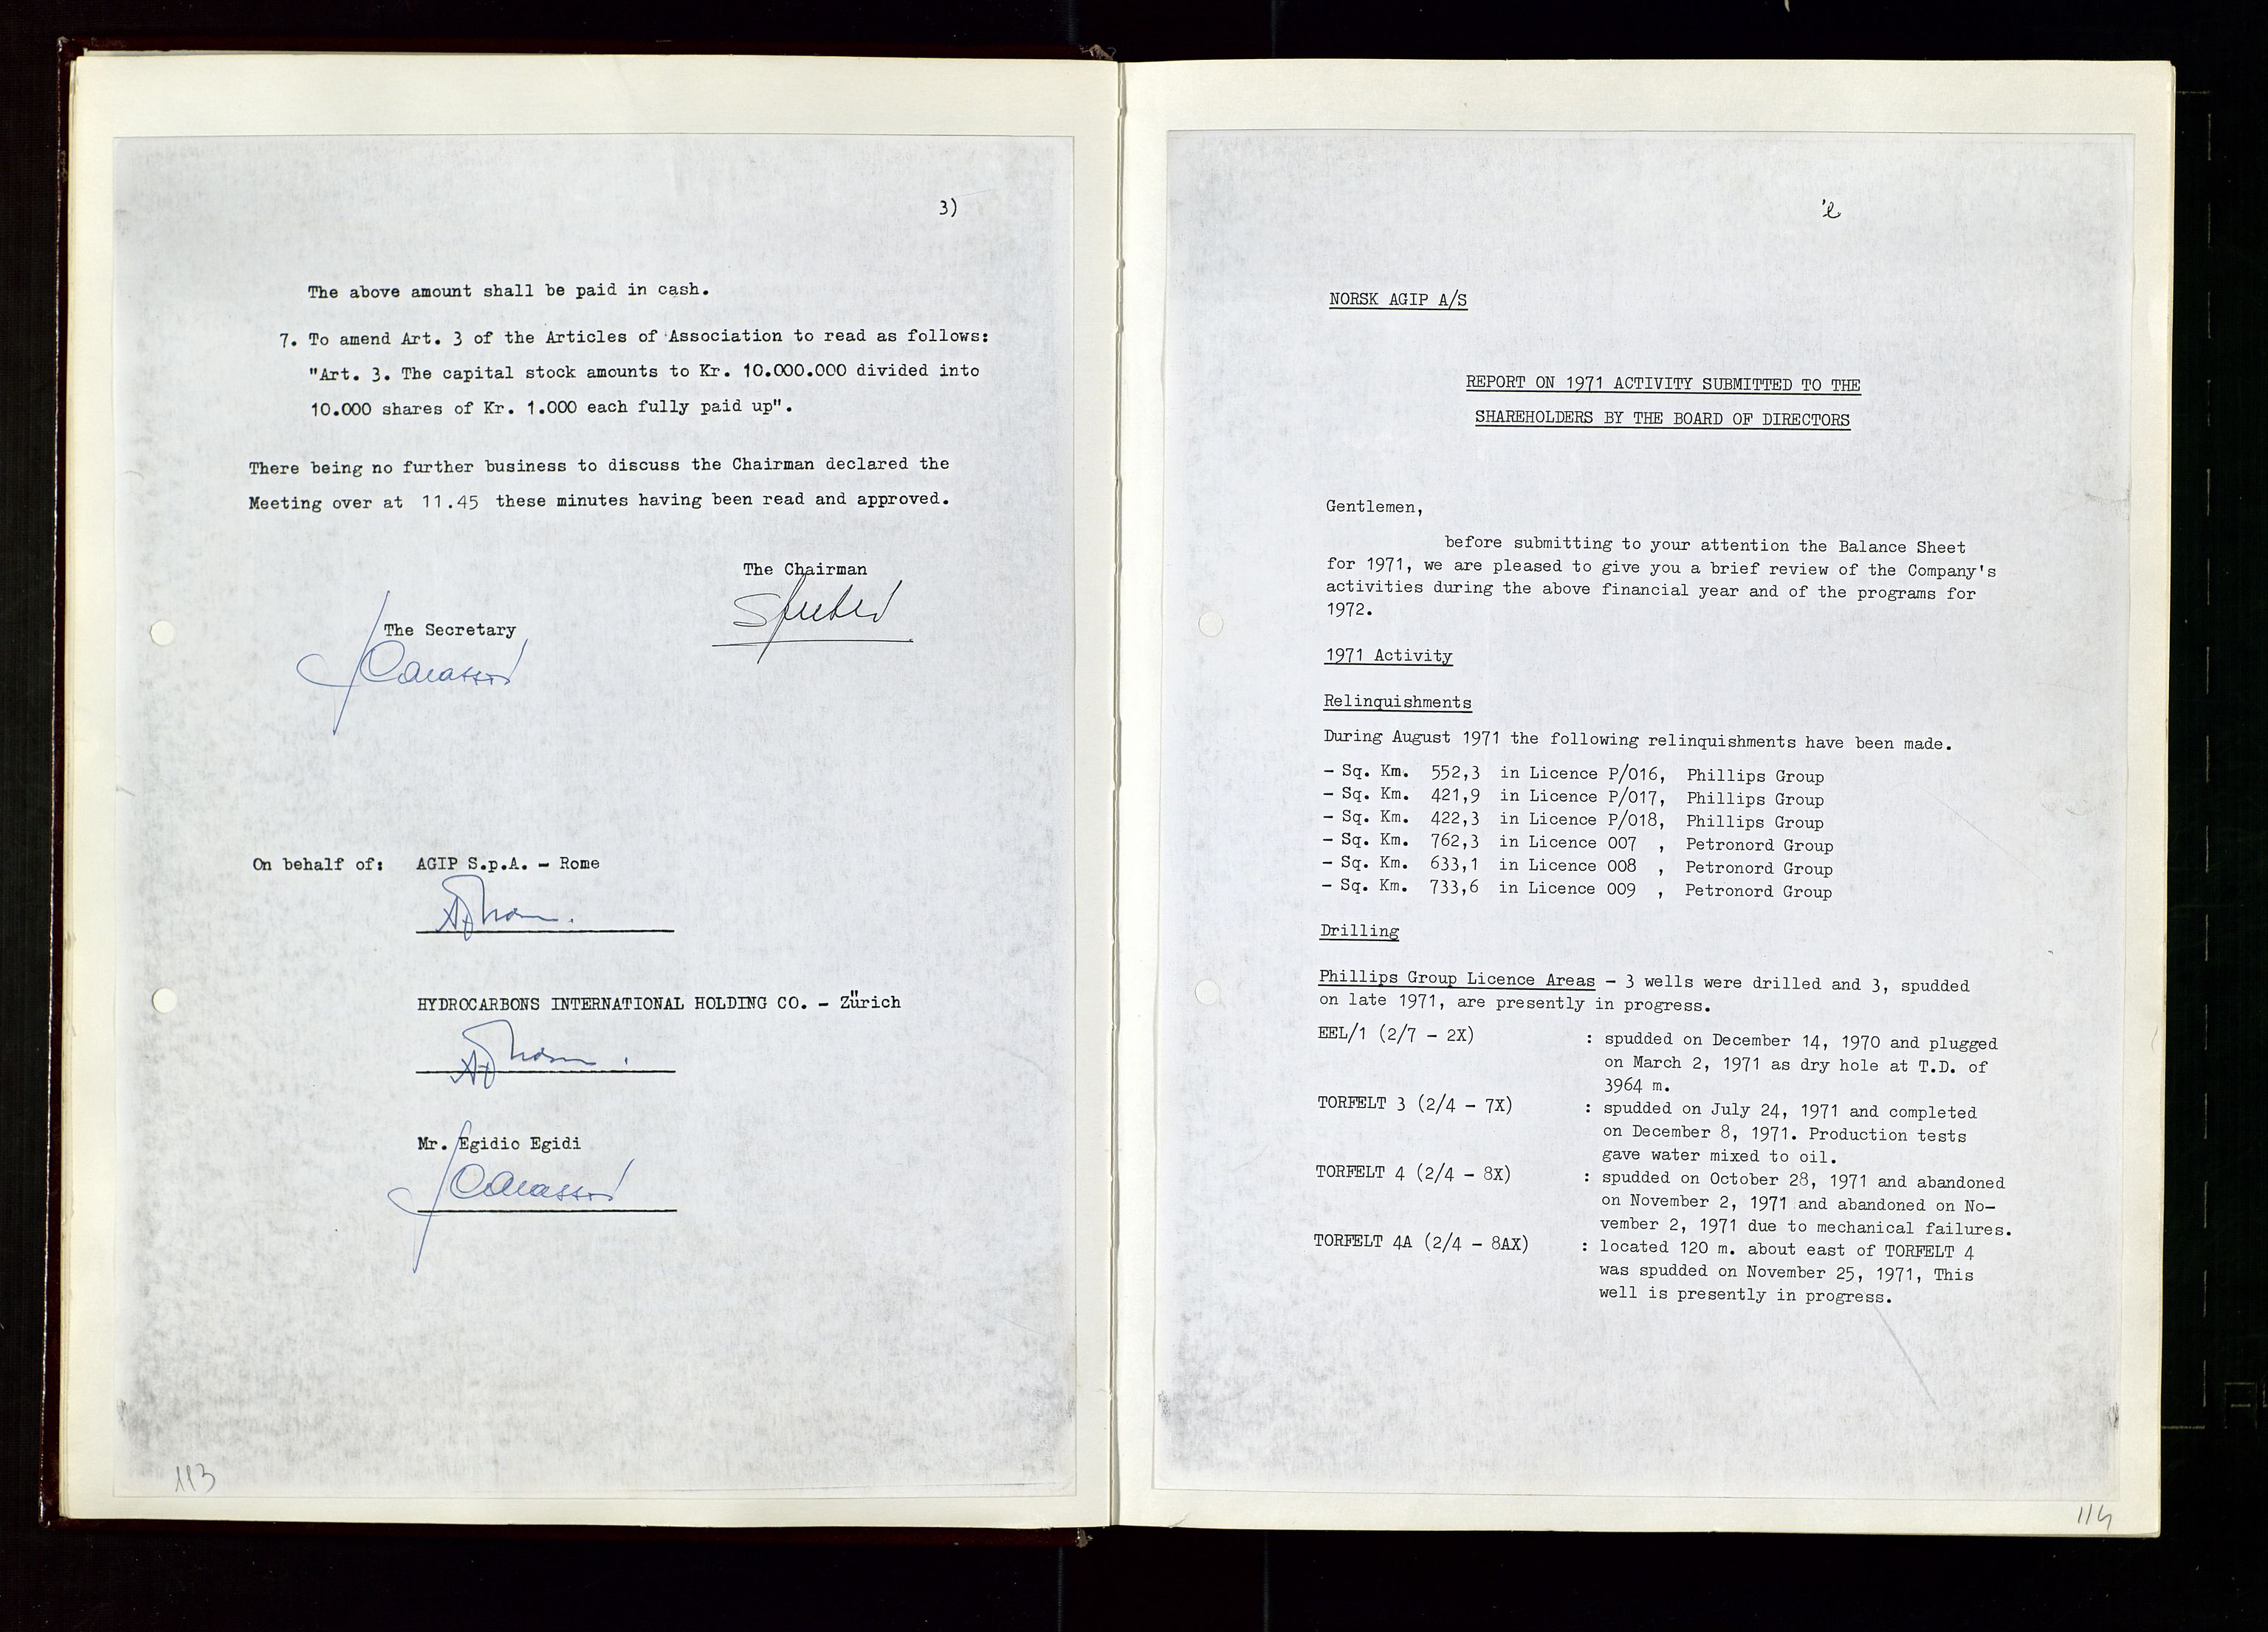 3)
The above amount shall be paid in cash.
7. To amend Art. 3 of the Articles of Association to read as follows:
"Art. 3. The capital stock amounts to Kr. 10.000.000 divided into
10.000 shares of Kr. 1.000 each fully paid up".
There being no further business to discuss the Chairman declared the
Meeting over at 11.45 these minutes having been read and approved.
The Chairman
The Secretary
On behalf of: AGIP S.p.A. - Rome
HYDROCARBONS INTERNATIONAL HOLDING CO. - Zürich
Mr. Egidio Egidi
113
NORSK AGIP A/S
REPORT ON 1971 ACTIVITY SUBMITTED TO THE
SHAREHOLDERS BY THE BOARD OF DIRECTORS
Gentlemen,
before submitting to your attention the Balance Sheet
for 1971, we are pleased to give you a brief review of the Company's
activities during the above financial year and of the programs for
1972.
1971 Activity
Relinquishments
During August 1971 the following relinquishments have been made.
- Sq. Km. 552,3 in Licence P/016, Phillips Group
- Sq. Km. 421,9 in Licence P/017, Phillips Group
- Sq. Km. 422,3 in Licence P/018, Phillips Group
- Sq. Km. 762,3 in Licence 007 , Petronord Group
- Sq. Km. 633,1 in Licence 008 , Petronord Group
- Sq. Km. 733,6 in Licence 009 , Petronord Group
Drilling
Phillips Group Licence Areas - 3 wells were drilled and 3, spudded
on late 1971, are presently in progress.
EEL/1 (2/7 - 2X) : spudded on December 14, 1970 and plugged
on March 2, 1971 as dry hole at T.D. of
3964 m.
TORFELT 3 (2/4 - 7X) : spudded on July 24, 1971 and completed
on December 8, 1971. Production tests
gave water mixed to oil.
TORFELT 4 (2/4 - 8X) : spudded on October 28, 1971 and abandoned
on November 2, 1971 and abandoned on No-
vember 2, 1971 due to mechanical failures.
TORFELT 4A (2/4 - 8AX) : located 120 m. about east of TORFELT 4
was spudded on November 25, 1971, This
well is presently in progress.
114